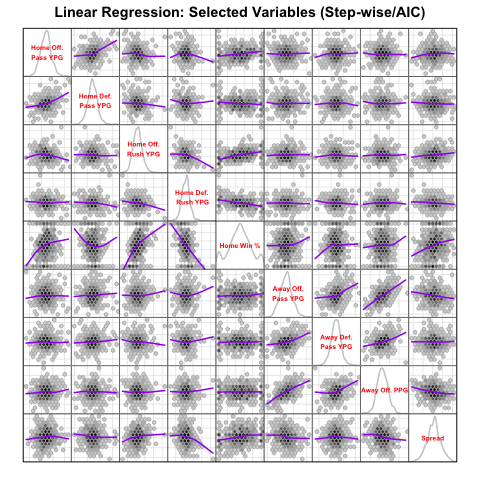 Linear Regression: Selected Variables (Step-wise/AIC)
Home Off.
Pass YPG
Home Def.
Pass YPG
Home Off.
Rush YPG
Home Def.
Rush YPG
Home Win %
Away Off.
Pass YPG
Away Def.
Pass YPG
Away Off. PPG
Spread